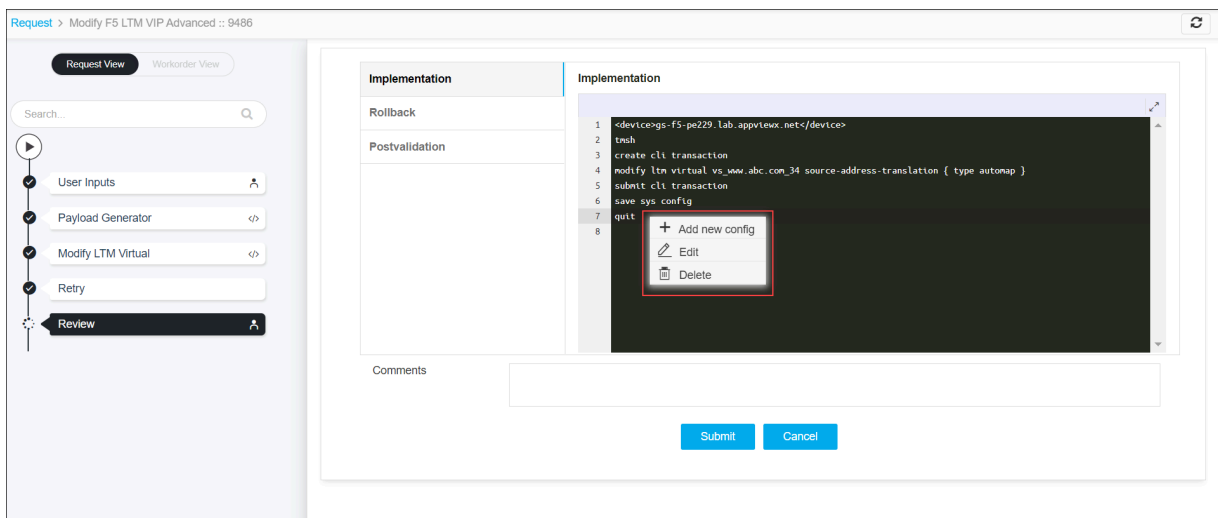 Request > Modify F5 LTM VIP Advanced :: 9486
Request View
Workorder View
Search...
User Inputs
Payload Generator
</>
Modify LTM Virtual
</>
Retry
Review
Implementation
Rollback
Postvalidation
Implementation
1 <device>gs-f5-pe229.lab.appviewx.net</device>
2 tmsh
3 create cli transaction
4 modify ltm virtual vs_www.abc.com_34 source-address-translation { type automap }
5 submit cli transaction
6 save sys config
7 quit
8
Add new config
Edit
Delete
Comments
Submit
Cancel